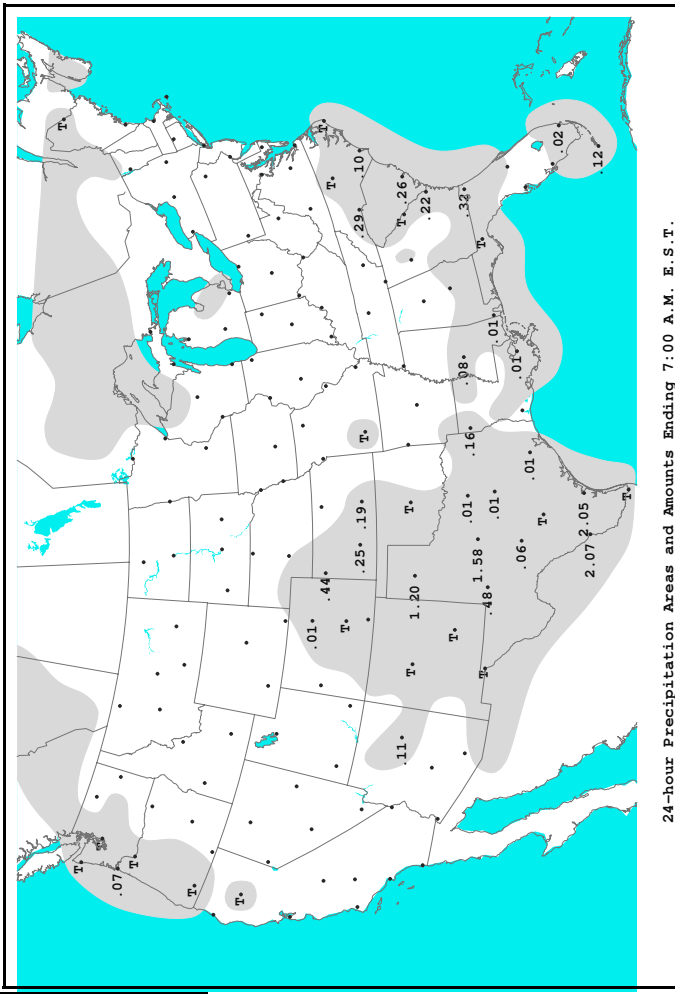 T
T
T
.07
T
T
T
.01
T
.44
T
T
.29
.10
.25
.19
T
.11
T
.26
T
T
1.20
.22
T
.08
.32
.01
.16
1.58
T
T
.48
.01
.01
.01
.06
.01
T
.02
2.05
2.07
.12
T
24-hour Precipitation Areas and Amounts Ending 7:00 A.M. E.S.T.